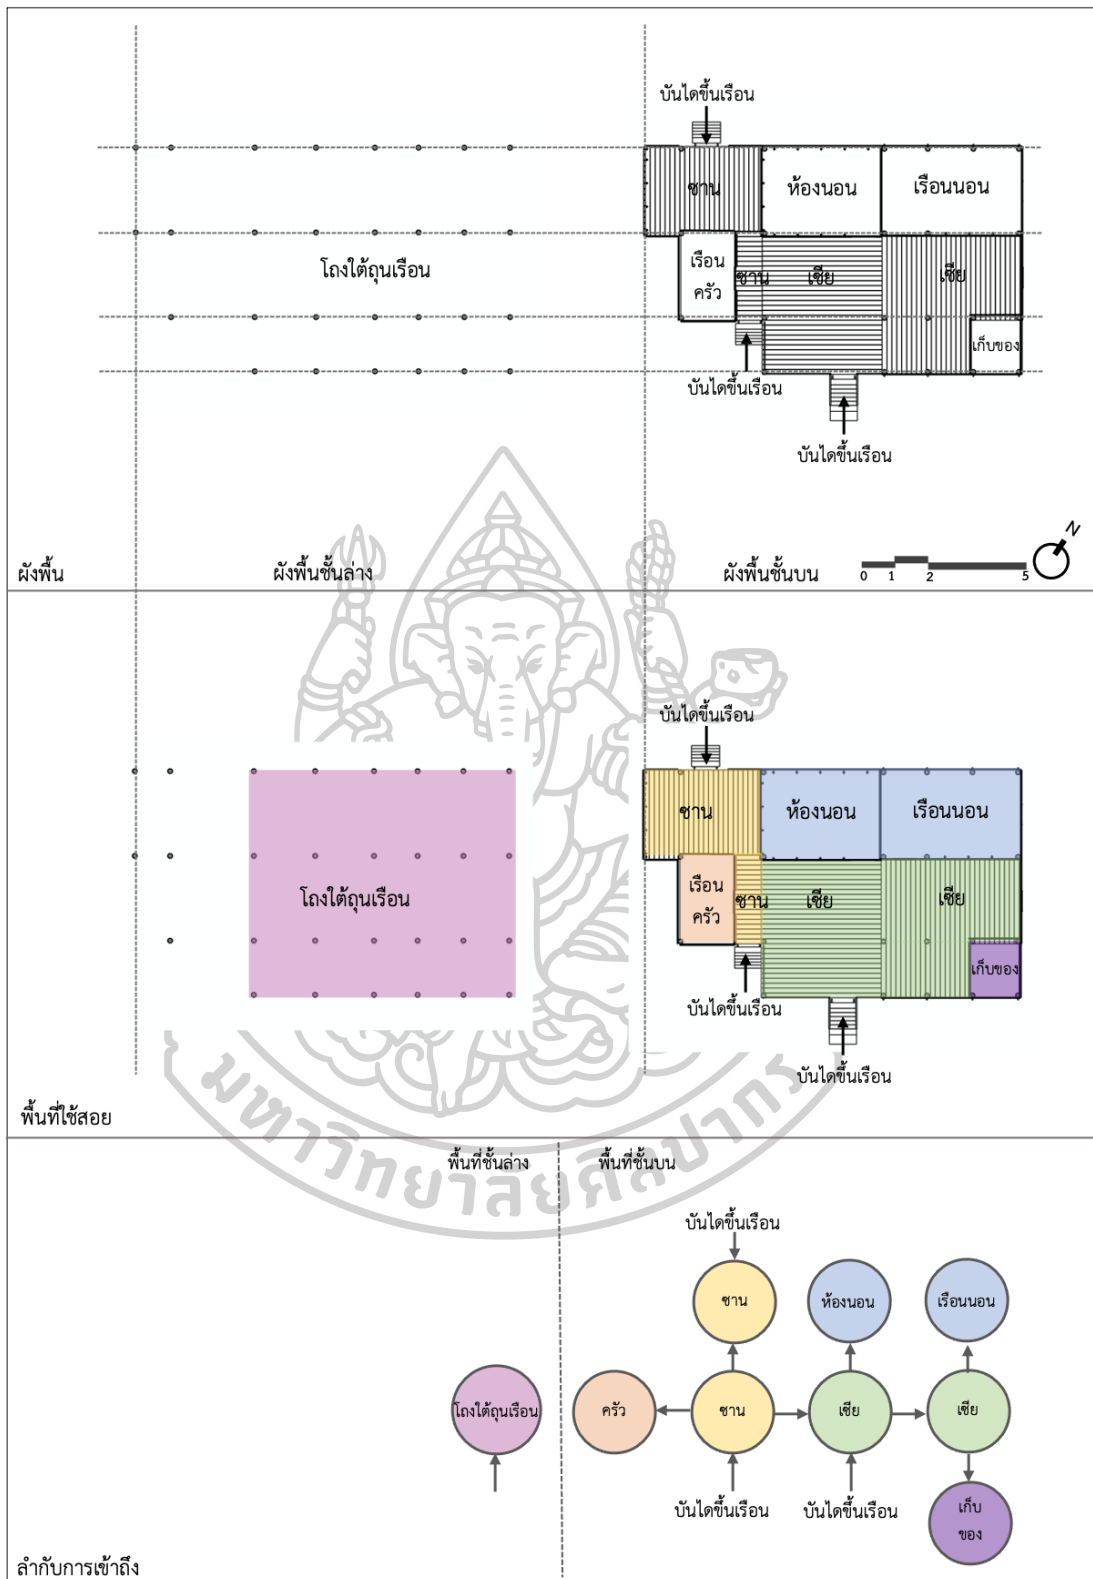 บันไดขึ้นเรือน
ชาน
ห้องนอน
เรือนนอน
โถงใต้ถุนเรือน
เรือน
ครัว
ชาน
เซีย
เซีย
เก็บของ
บันไดขึ้นเรือน
บันไดขึ้นเรือน
N
ผังพื้น
ผังพื้นชั้นล่าง
ผังพื้นชั้นบน
0 1 2 5
บันไดขึ้นเรือน
ชาน
ห้องนอน
เรือนนอน
โถงใต้ถุนเรือน
เรือน
ครัว
ชาน
เซีย
เซีย
เก็บของ
บันไดขึ้นเรือน
บันไดขึ้นเรือน
พื้นที่ใช้สอย
มหาวิทยาลัยศิลปากร
พื้นที่ชั้นล่าง
พื้นที่ชั้นบน
บันไดขึ้นเรือน
ชาน
ห้องนอน
เรือนนอน
โถงใต้ถุนเรือน
ครัว
ชาน
เซีย
เซีย
บันไดขึ้นเรือน
บันไดขึ้นเรือน
เก็บ
ของ
ลำกับการเข้าถึง